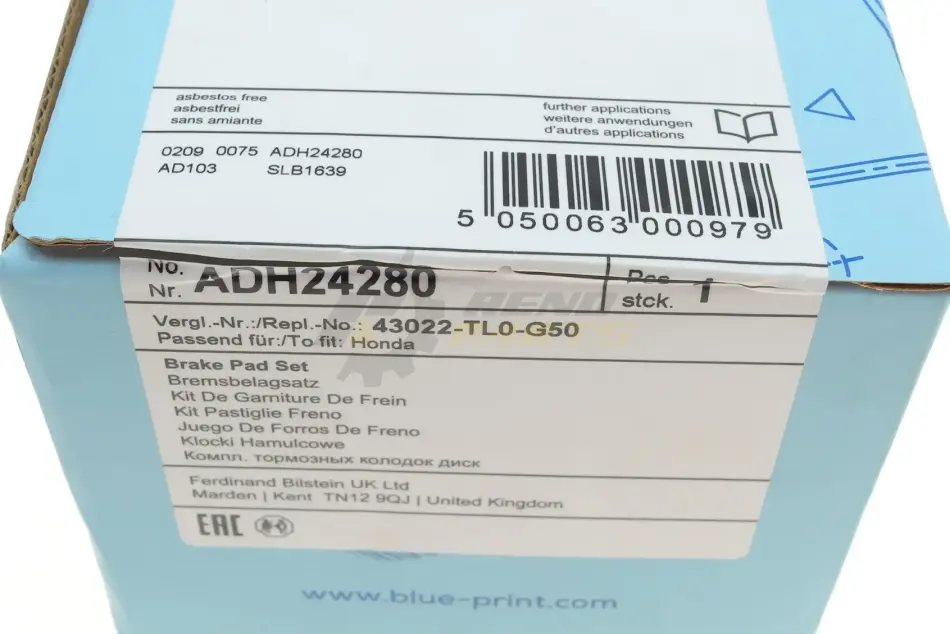 asbestos free
asbestfrei
sans amiante
further applications
weitere anwendungen
d'autres applications
0209 0075 ADH24280
AD103 SLB1639
5 050063 000979
No.
Nr. ADH24280
Pcs.
stck. 1
Vergl.-Nr.:/Repl.-No.: 43022-TL0-G50
Passend für:/To fit: Honda
Brake Pad Set
Bremsbelagsatz
Kit De Garniture De Frein
Kit Pastiglie Freno
Juego De Forros De Freno
Klocki Hamulcowe
Компл. тормозных колодок диск
Ferdinand Bilstein UK Ltd
Marden | Kent TN12 9QJ | United Kingdom
EAC
www.blue-print.com